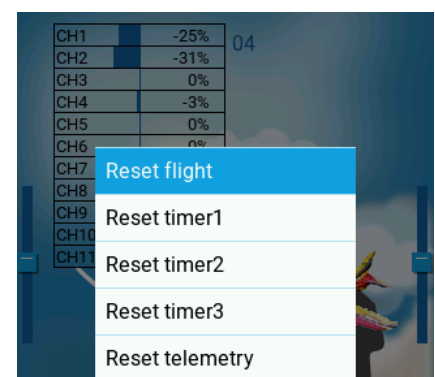 CH1 -25%
04
CH2 -31%
CH3 0%
CH4 -3%
CH5 0%
CH6 0%
CH7
CH8
CH9
CH10
CH11
Reset flight
Reset timer1
Reset timer2
Reset timer3
Reset telemetry